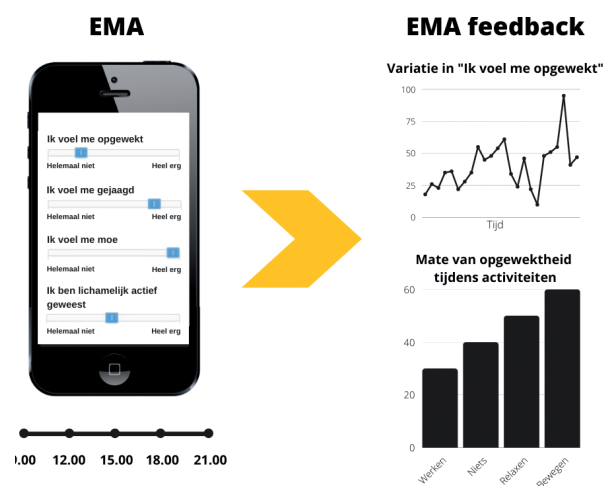 EMA
Ik voel me opgewekt
Helemaal niet Heel erg
Ik voel me gejaagd
Helemaal niet Heel erg
Ik voel me moe
Helemaal niet Heel erg
Ik ben lichamelijk actief
geweest
Helemaal niet Heel erg
12.00 15.00 18.00 21.00
EMA feedback
Variatie in "Ik voel me opgewekt"
100
75
50
25
0
Tijd
Mate van opgewektheid
tijdens activiteiten
60
40
20
0
Werken Niets Relaxen Bewegen